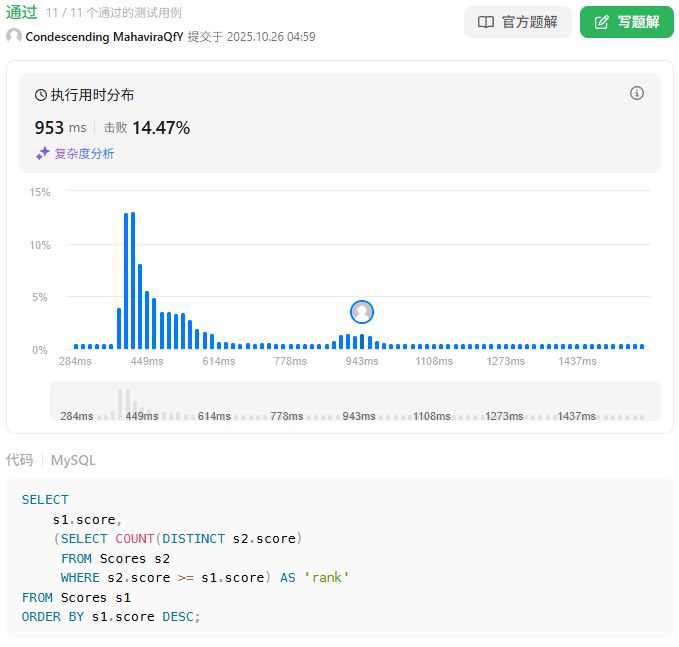 通过 11 / 11 个通过的测试用例
官方题解
写题解
Condescending MahaviraQfY 提交于 2025.10.26 04:59
执行用时分布
953 ms 击败 14.47%
复杂度分析
15%
10%
5%
0%
284ms 449ms 614ms 778ms 943ms 1108ms 1273ms 1437ms
284ms 449ms 614ms 778ms 943ms 1108ms 1273ms 1437ms
代码 MySQL
SELECT
s1.score,
(SELECT COUNT(DISTINCT s2.score)
FROM Scores s2
WHERE s2.score >= s1.score) AS 'rank'
FROM Scores s1
ORDER BY s1.score DESC;